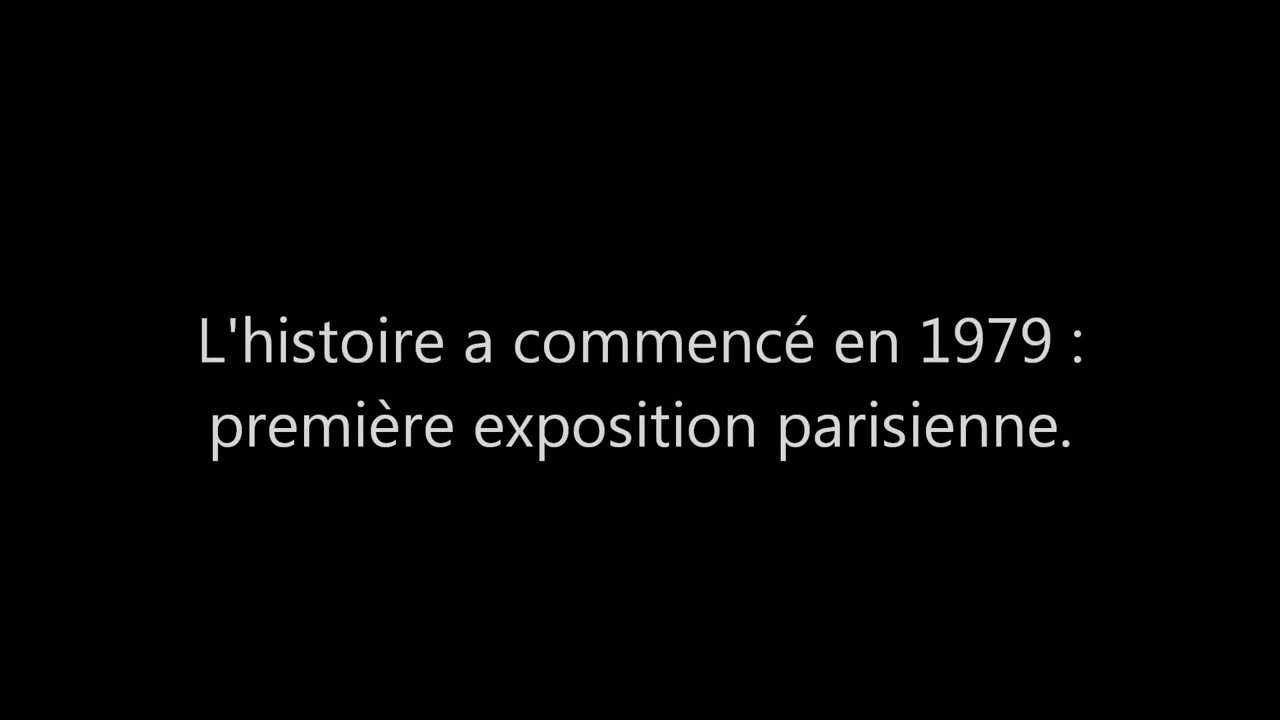 L'histoire a commencé en 1979 :
première exposition parisienne.